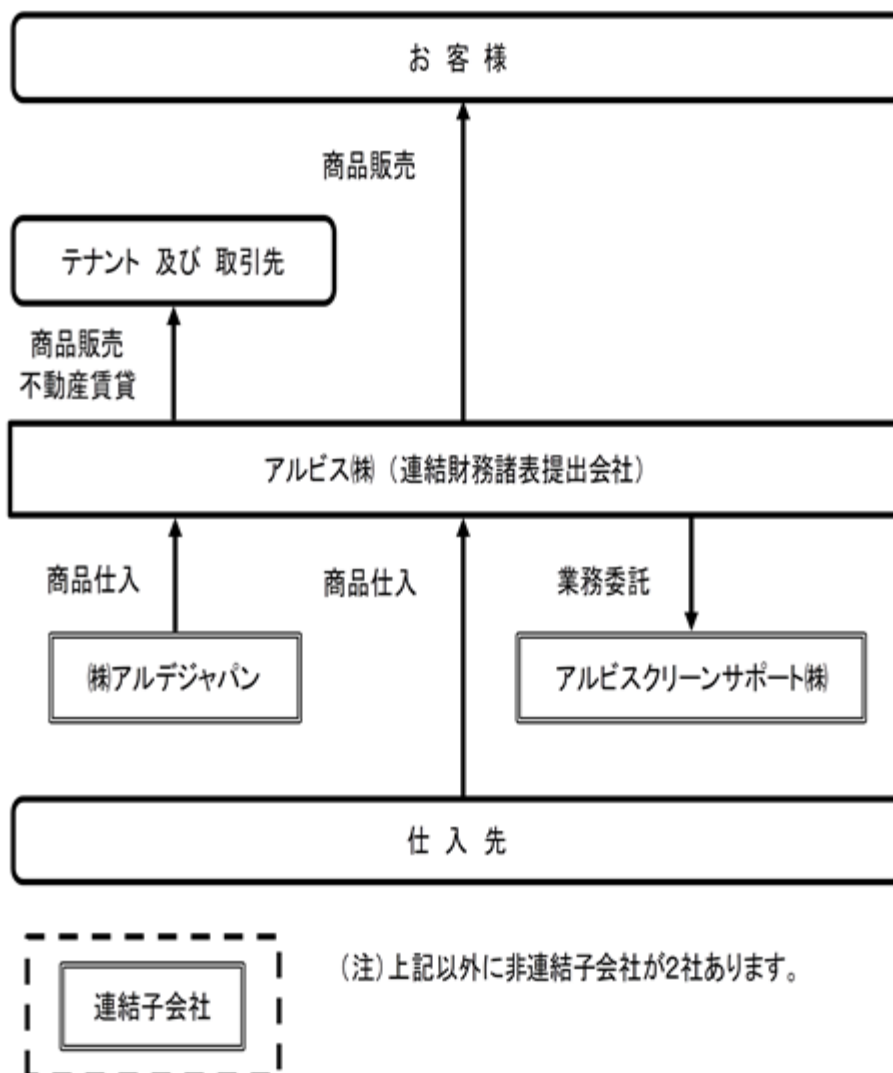 お 客 様
商品販売
テナント 及び 取引先
商品販売
不動産賃貸
アルビス㈱（連結財務諸表提出会社）
商品仕入
商品仕入
業務委託
㈱アルデジャパン
アルビスクリーンサポート㈱
仕 入 先
（注）上記以外に非連結子会社が2社あります。
連結子会社